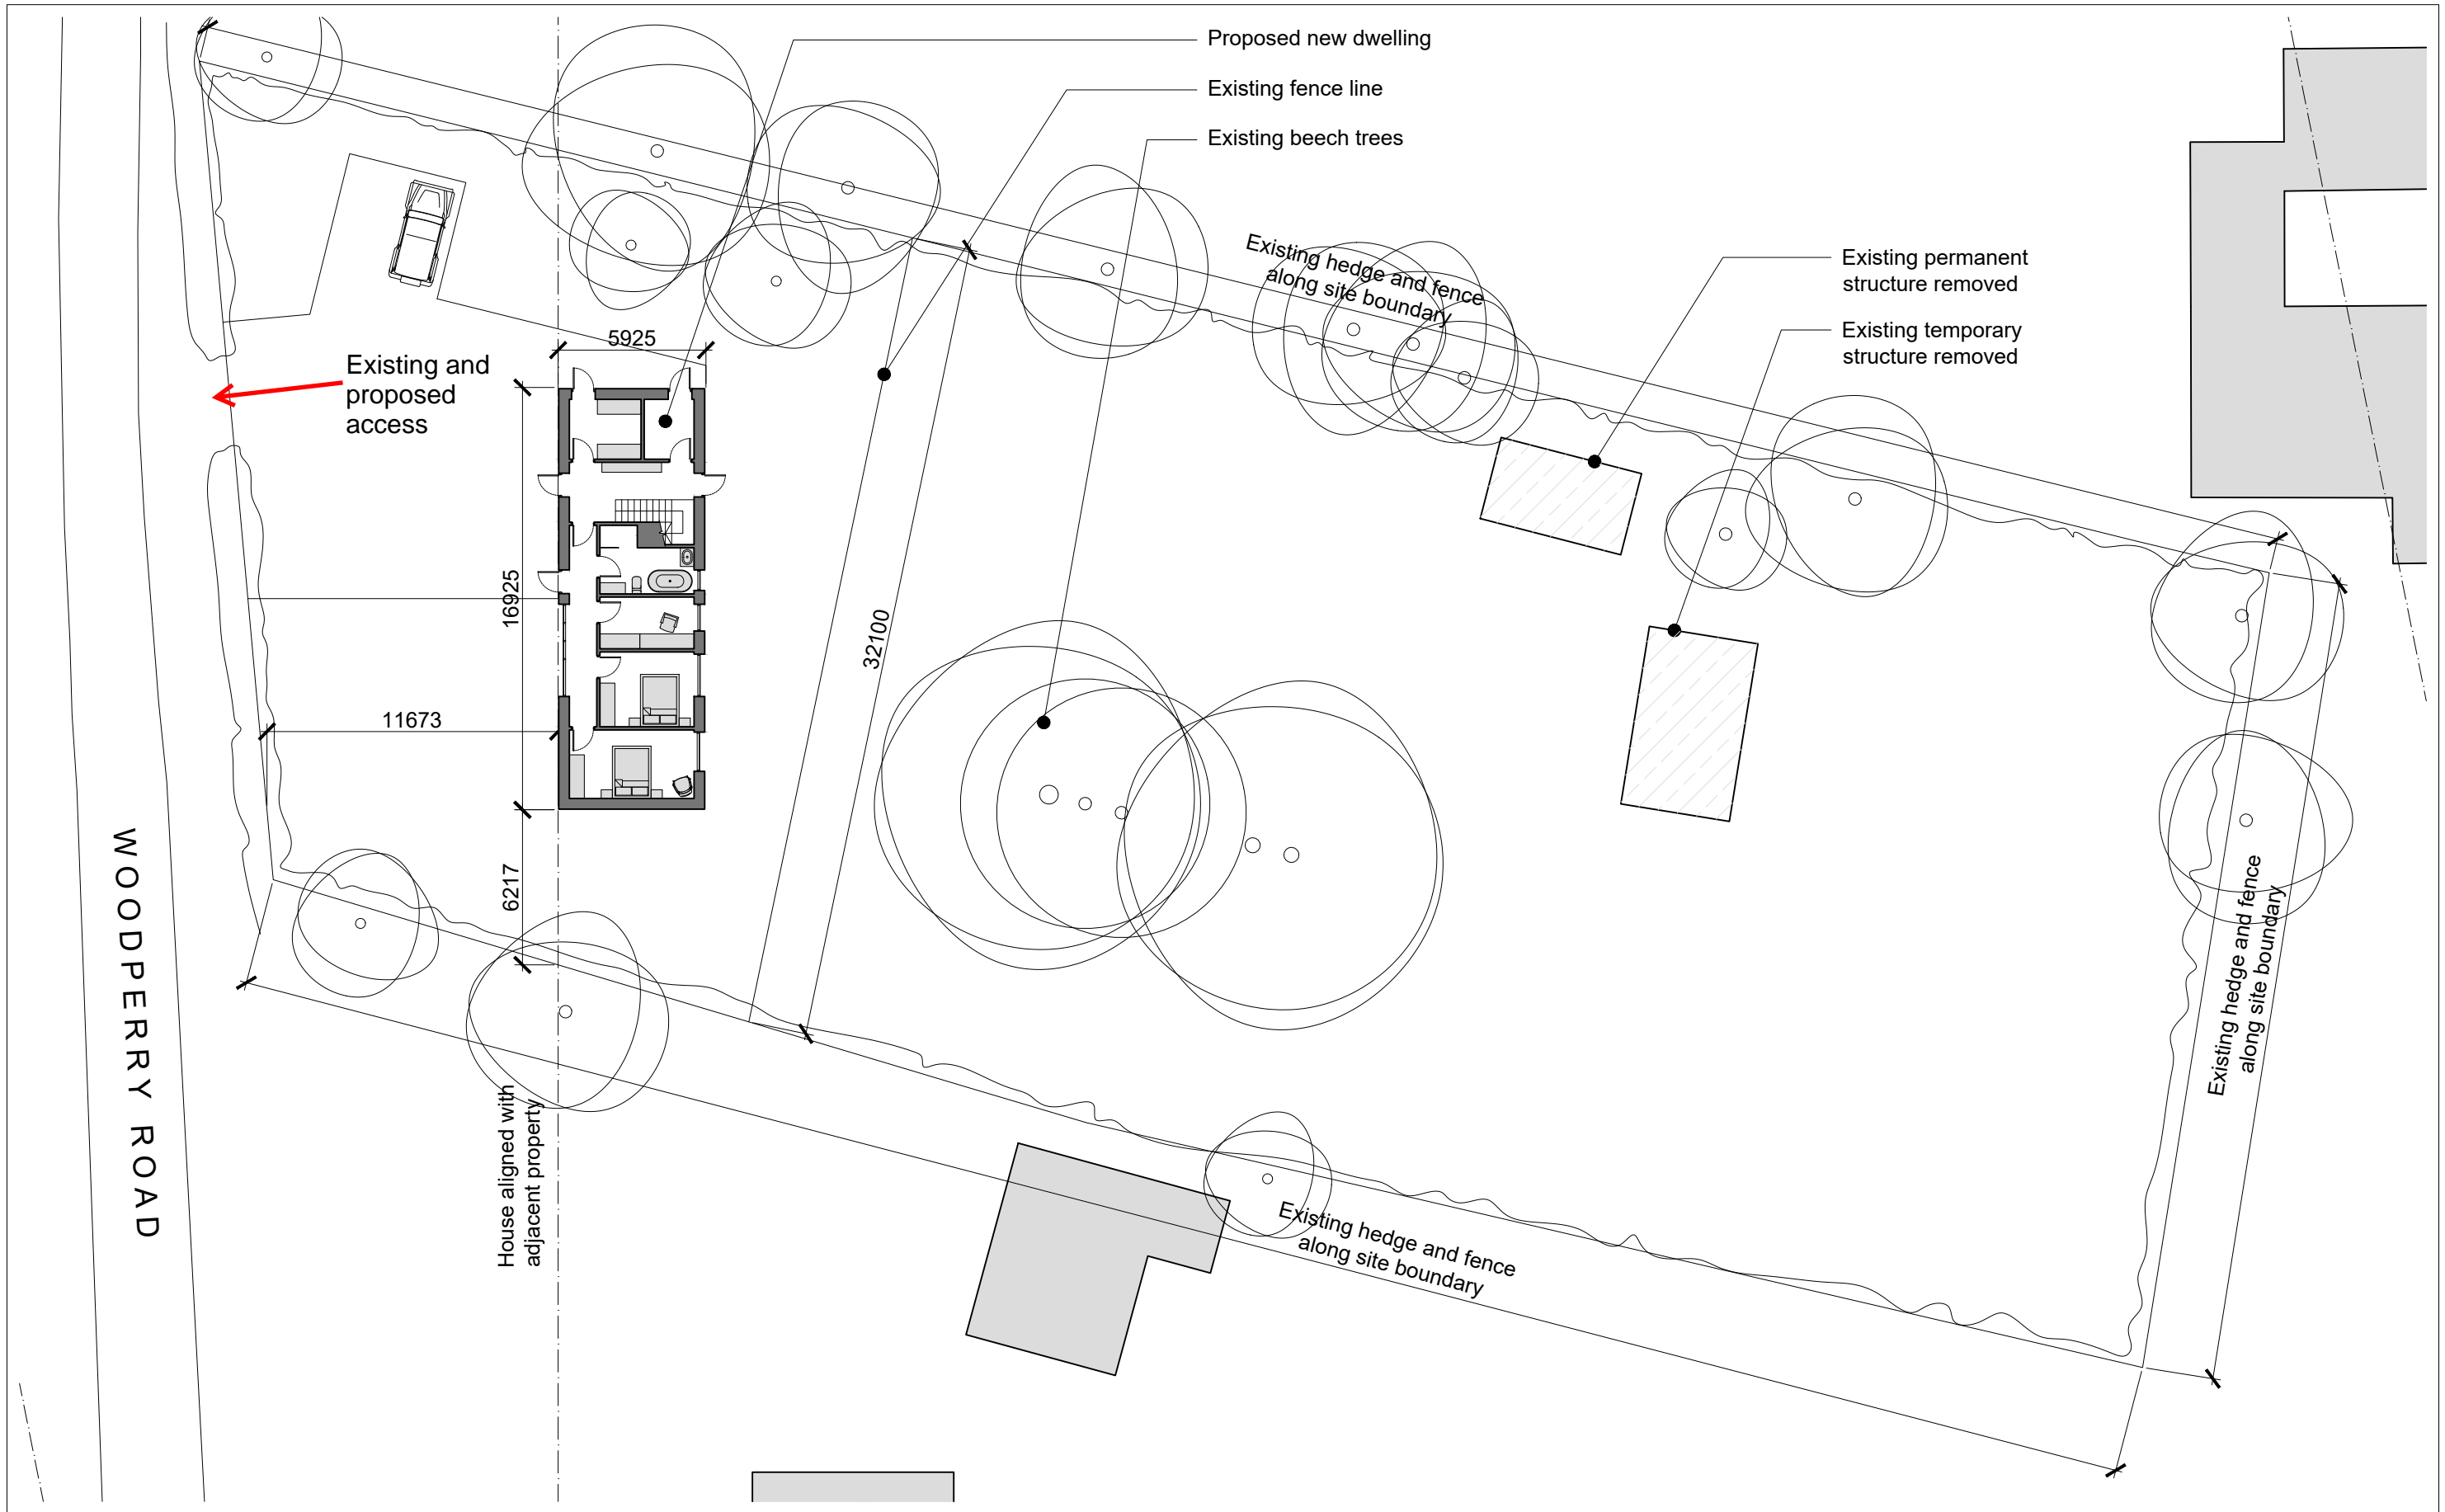 Proposed new dwelling
Existing fence line
Existing beech trees
Existing hedge and fence
along site boundary
Existing permanent
structure removed
Existing temporary
structure removed
5925
Existing and
proposed
access
16925
32100
11673
6217
WOODPERRY ROAD
House aligned with
adjacent property
Existing hedge and fence
along site boundary
Existing hedge and fence
along site boundary